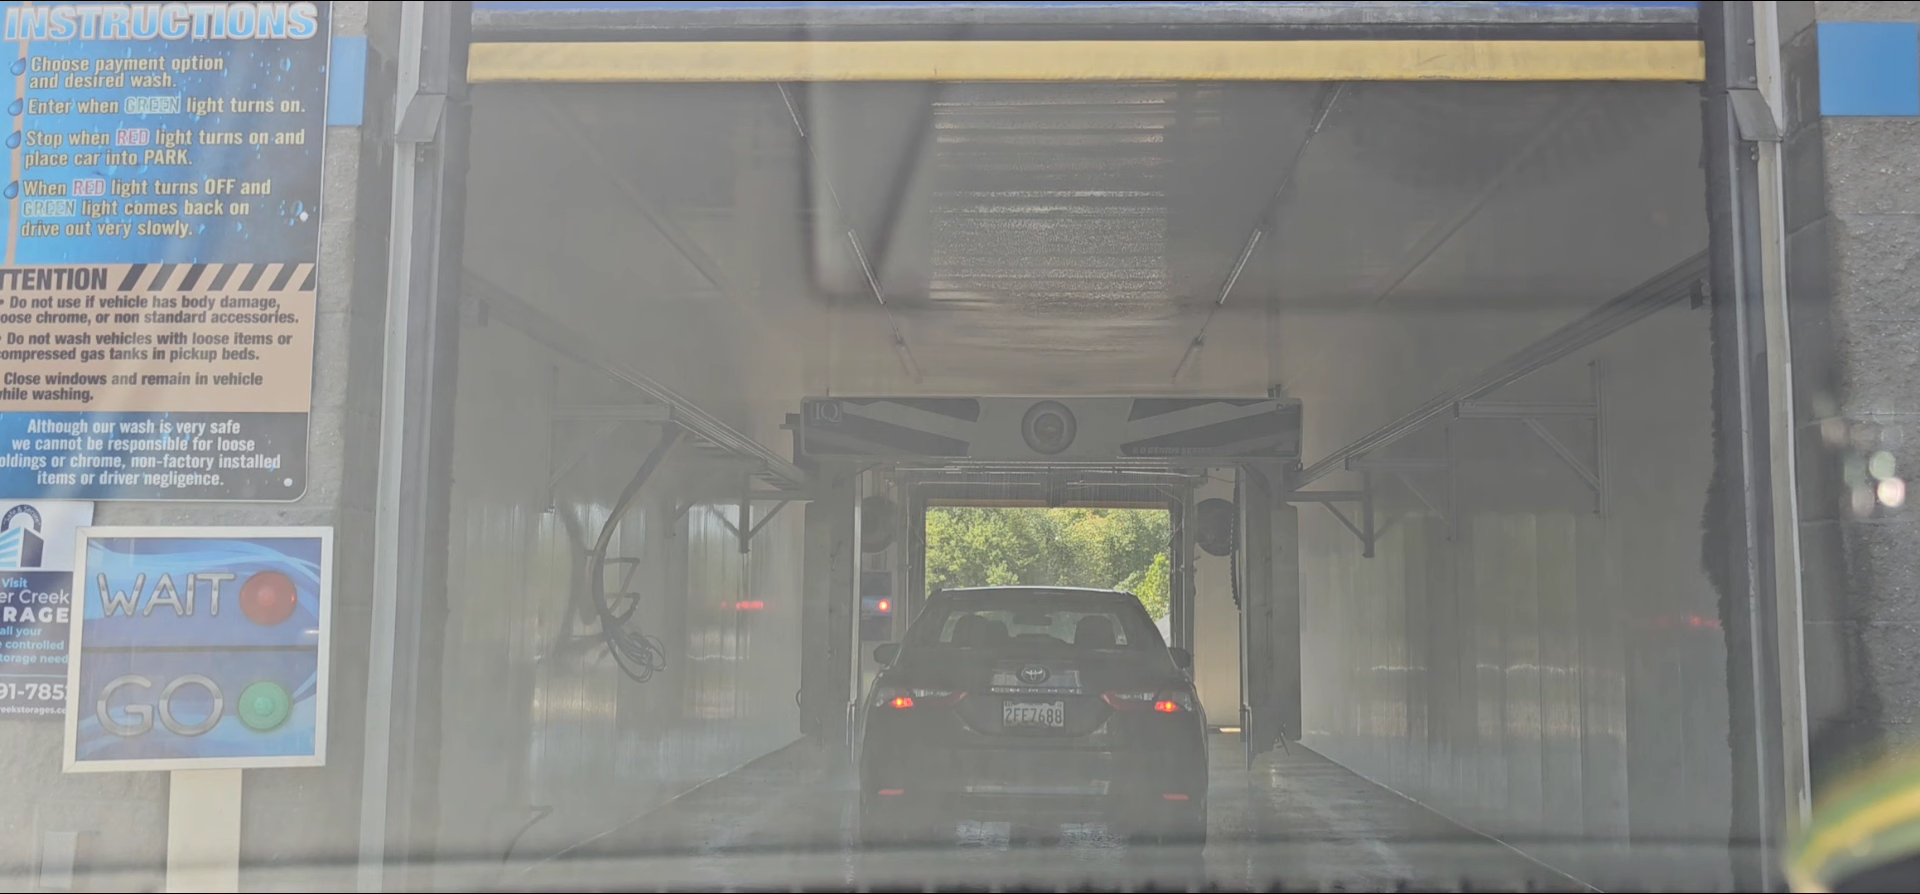 INSTRUCTIONS
Choose payment option
and desired wash.
Enter when GREEN light turns on.
Stop when RED light turns on and
place car into PARK.
When RED light turns OFF and
GREEN light comes back on
drive out very slowly.
TTENTION
• Do not use if vehicle has body damage,
oose chrome, or non standard accessories.
Do not wash vehicles with loose items or
ompressed gas tanks in pickup beds.
Close windows and remain in vehicle
hile washing.
Although our wash is very safe
we cannot be responsible for loose
oldings or chrome, non-factory installed
items or driver negligence.
Visit
er Creek
RAGE
all your
controlled
torage need
91-785
reekstorages.c
WAIT
GO
IQ
2FE7688